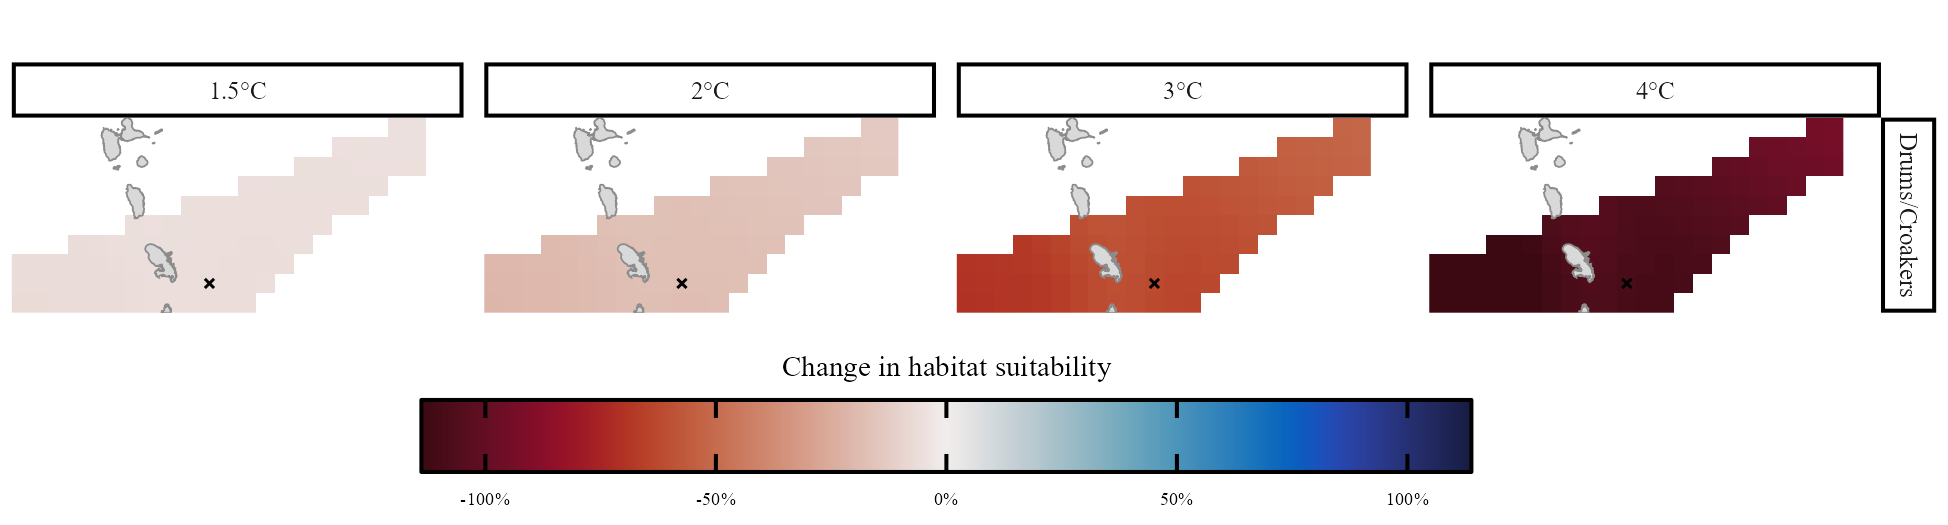 1.5°C
2°C
3°C
4°C
Drums/Croakers
Change in habitat suitability
-100%
-50%
0%
50%
100%